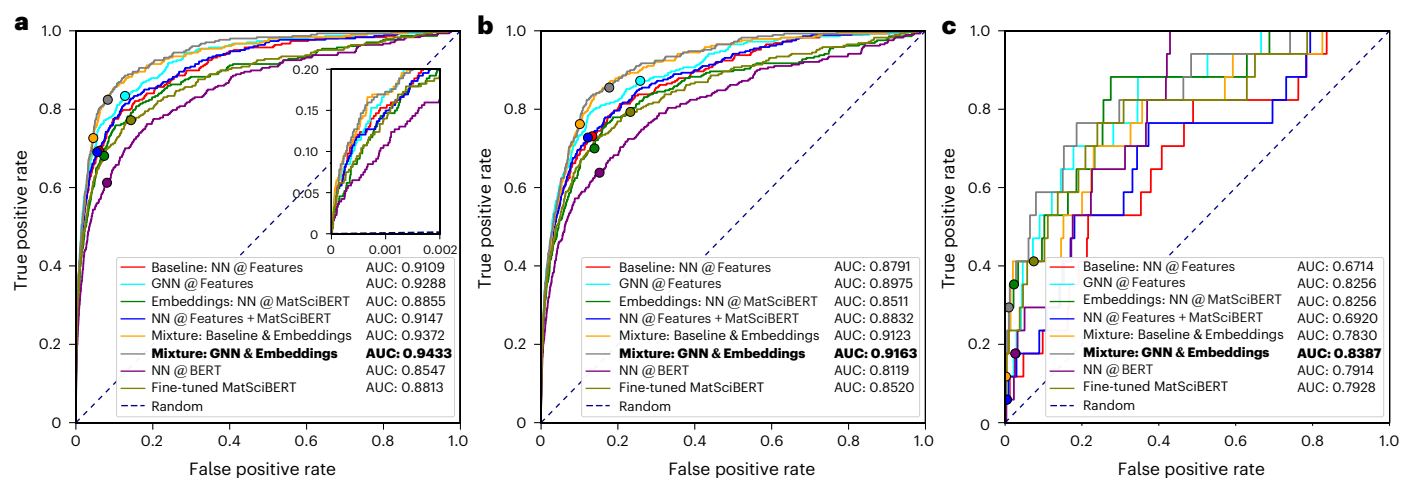 a
True positive rate
1.0
0.8
0.6
0.4
0.2
0
0 0.2 0.4 0.6 0.8 1.0
False positive rate
0.20
0.15
0.10
0.05
0
0 0.001 0.002
Baseline: NN @ Features AUC: 0.9109
GNN @ Features AUC: 0.9288
Embeddings: NN @ MatSciBERT AUC: 0.8855
NN @ Features + MatSciBERT AUC: 0.9147
Mixture: Baseline & Embeddings AUC: 0.9372
Mixture: GNN & Embeddings AUC: 0.9433
NN @ BERT AUC: 0.8547
Fine-tuned MatSciBERT AUC: 0.8813
Random
b
True positive rate
1.0
0.8
0.6
0.4
0.2
0
0 0.2 0.4 0.6 0.8 1.0
False positive rate
Baseline: NN @ Features AUC: 0.8791
GNN @ Features AUC: 0.8975
Embeddings: NN @ MatSciBERT AUC: 0.8511
NN @ Features + MatSciBERT AUC: 0.8832
Mixture: Baseline & Embeddings AUC: 0.9123
Mixture: GNN & Embeddings AUC: 0.9163
NN @ BERT AUC: 0.8119
Fine-tuned MatSciBERT AUC: 0.8520
Random
c
True positive rate
1.0
0.8
0.6
0.4
0.2
0
0 0.2 0.4 0.6 0.8 1.0
False positive rate
Baseline: NN @ Features AUC: 0.6714
GNN @ Features AUC: 0.8256
Embeddings: NN @ MatSciBERT AUC: 0.8256
NN @ Features + MatSciBERT AUC: 0.6920
Mixture: Baseline & Embeddings AUC: 0.7830
Mixture: GNN & Embeddings AUC: 0.8387
NN @ BERT AUC: 0.7914
Fine-tuned MatSciBERT AUC: 0.7928
Random